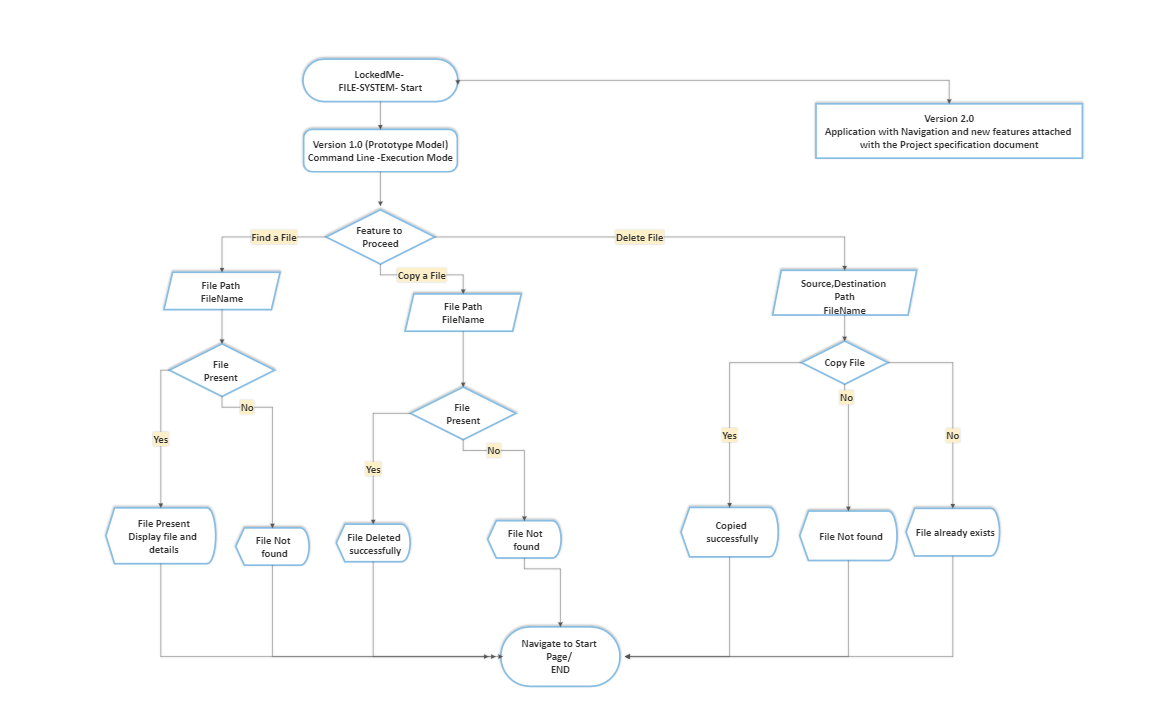 LockedMe-
FILE-SYSTEM- Start
Version 2.0
Application with Navigation and new features attached
with the Project specification document
Version 1.0 (Prototype Model)
Command Line -Execution Mode
Feature to
Proceed
Find a File
Delete File
Copy a File
File Path
FileName
File Path
FileName
Source,Destination
Path
FileName
File
Present
Copy File
File
Present
No
No
Yes
Yes
No
No
Yes
File Present
Display file and
details
File Not
found
File Deleted
successfully
File Not
found
Copied
successfully
File Not found
File already exists
Navigate to Start
Page/
END